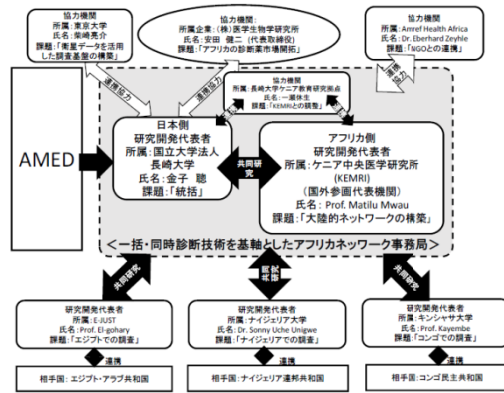 協力機関
所属: 東京大学
氏名: 柴崎亮介
課題:「衛星データを活用
した調査基盤の構築」
協力機関
所属企業: (株)医学生物学研究所
氏名: 安田 健二 (代表取締役)
課題:「アフリカの診断薬市場開拓」
協力機関
所属: Amref Health Africa
氏名: Dr. Eberhard Zeyhle
課題:「NGOとの連携」
連携協力
連携協力
連携協力
協力機関
所属: 長崎大学ケニア教育研究拠点
氏名: 一瀬休生
課題:「KEMRIとの調整」
AMED
日本側
研究開発代表者
所属: 国立大学法人
長崎大学
氏名: 金子 聰
課題:「統括」
共同研究
アフリカ側
研究開発代表者
所属: ケニア中央医学研究所
(KEMRI)
(国外参画代表機関)
氏名: Prof. Matilu Mwau
課題:「大陸的ネットワークの構築」
<一括・同時診断技術を基軸としたアフリカネットワーク事務局>
共同研究
共同研究
共同研究
研究開発代表者
所属: E-JUST
氏名: Prof. El-gohary
課題:「エジプトでの調査」
研究開発代表者
所属: ナイジェリア大学
氏名: Dr. Sonny Uche Unigwe
課題:「ナイジェリアでの調査」
研究開発代表者
所属: キンシャサ大学
氏名: Prof. Kayembe
課題:「コンゴでの調査」
連携
連携
連携
相手国: エジプト・アラブ共和国
相手国: ナイジェリア連邦共和国
相手国: コンゴ民主共和国